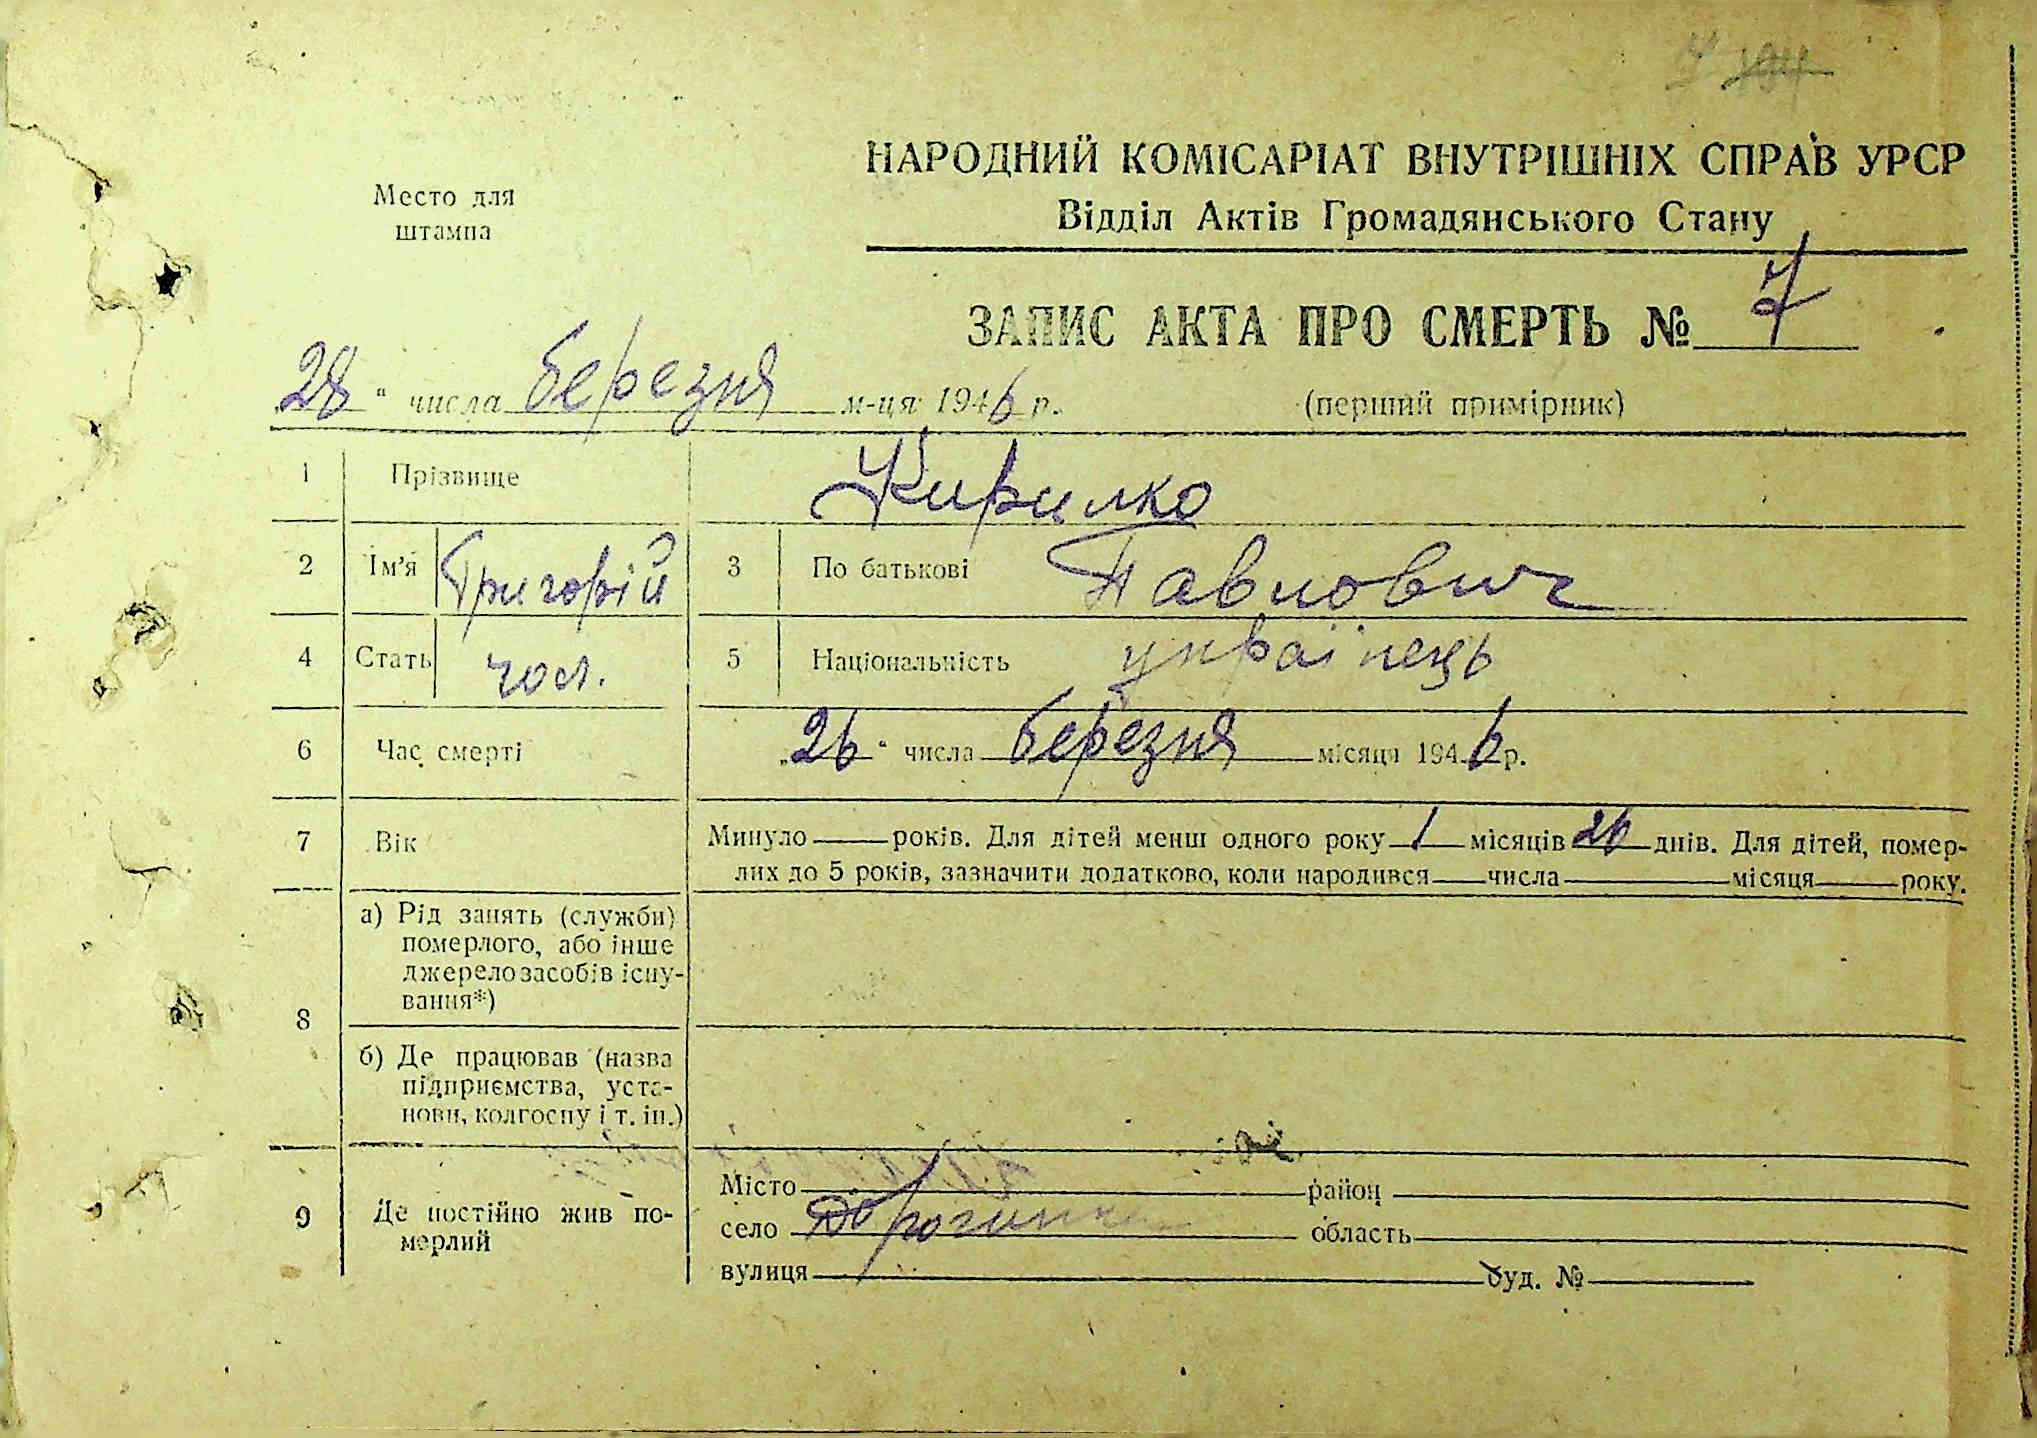 Место для
штампа
НАРОДНИЙ КОМІСАРІАТ ВНУТРІШНІХ СПРАВ УРСР
Відділ Актів Громадянського Стану
ЗАПИС АКТА ПРО СМЕРТЬ № 7
„28“ числа березня м-ця 1946 р.
(перший примірник)
1 Прізвище Кирилко
2 Ім'я Григорій 3 По батькові Павлович
4 Стать чол. 5 Національність українець
6 Час смерті „26“ числа березня місяця 1946 р.
7 Вік Минуло — років. Для дітей менш одного року 1 місяців 26 днів. Для дітей, помер-
лих до 5 років, зазначити додатково, коли народився — числа — місяця — року.
8
а) Рід занять (служби)
померлого, або інше
джерело засобів існу-
вання*)
б) Де працював (назва
підприємства, уста-
нови, колгоспу і т. ін.)
9 Де постійно жив по-
мерлий
Місто район
село область
вулиця буд. №